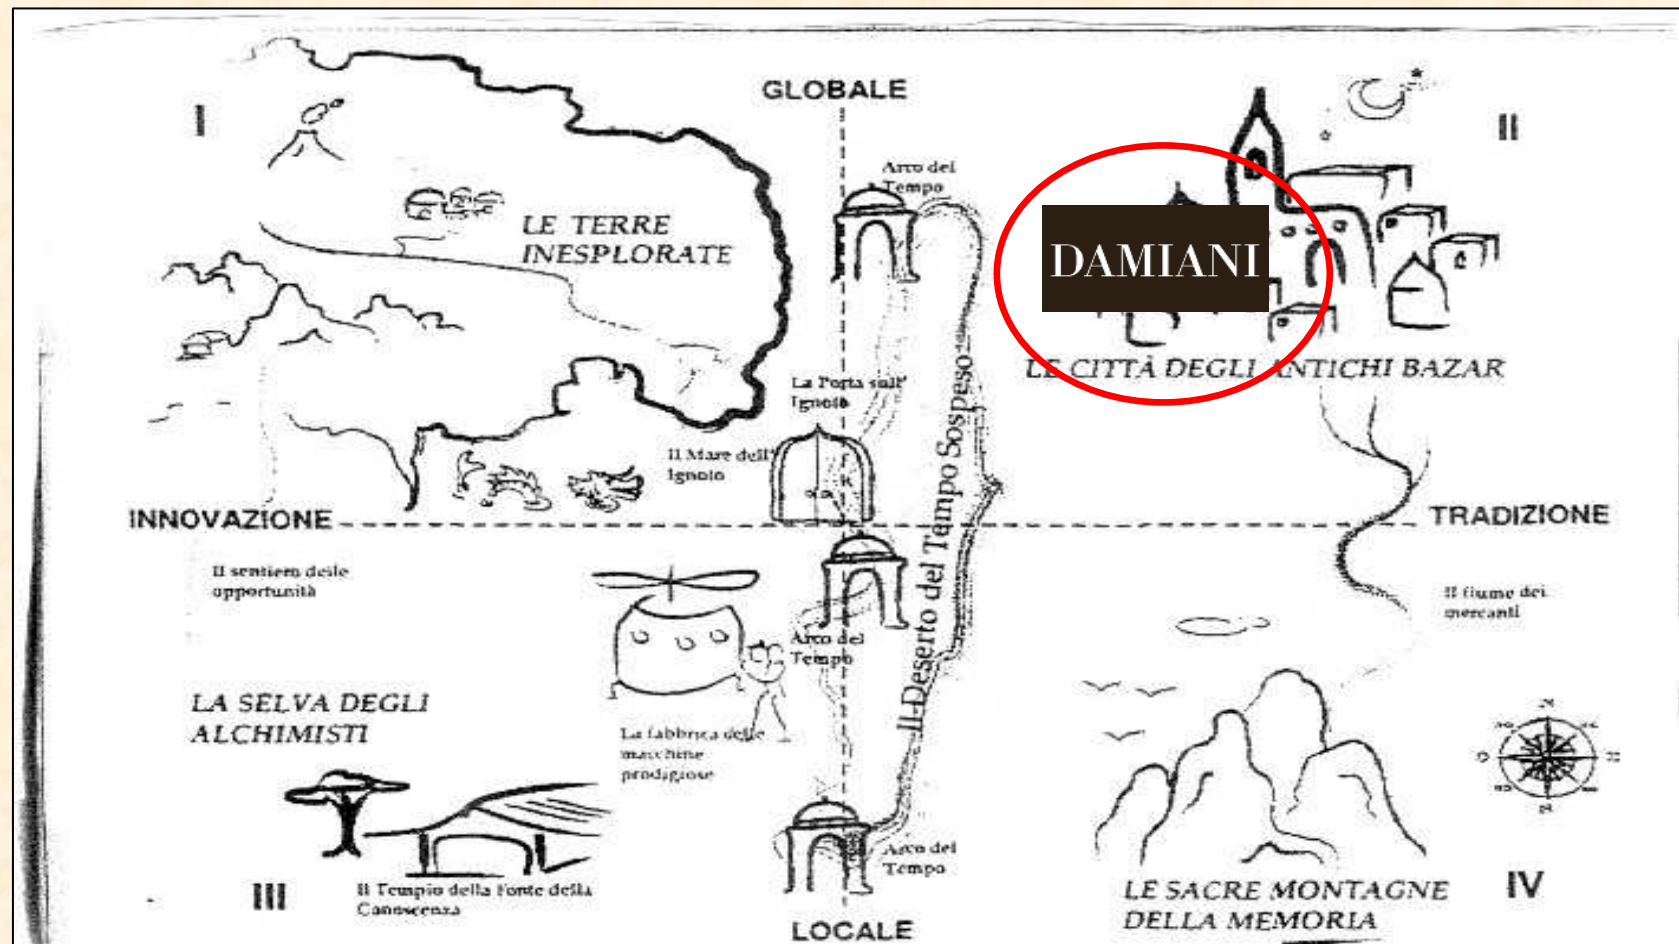 GLOBALE
I
II
Arco del
Tempo
LE TERRE
INESPLORATE
DAMIANI
LE CITTÀ DEGLI ANTICHI BAZAR
La Porta sull'
Ignoto
Il Mare dell'
Ignoto
Il Deserto del Tempo Sospeso
INNOVAZIONE
TRADIZIONE
Il sentiero delle
opportunità
Il fiume dei
mercanti
Arco del
Tempo
LA SELVA DEGLI
ALCHIMISTI
La fabbrica delle
macchine
prodigiose
Arco del
Tempo
III
Il Tempio della Fonte della
Conoscenza
LE SACRE MONTAGNE
DELLA MEMORIA
IV
LOCALE